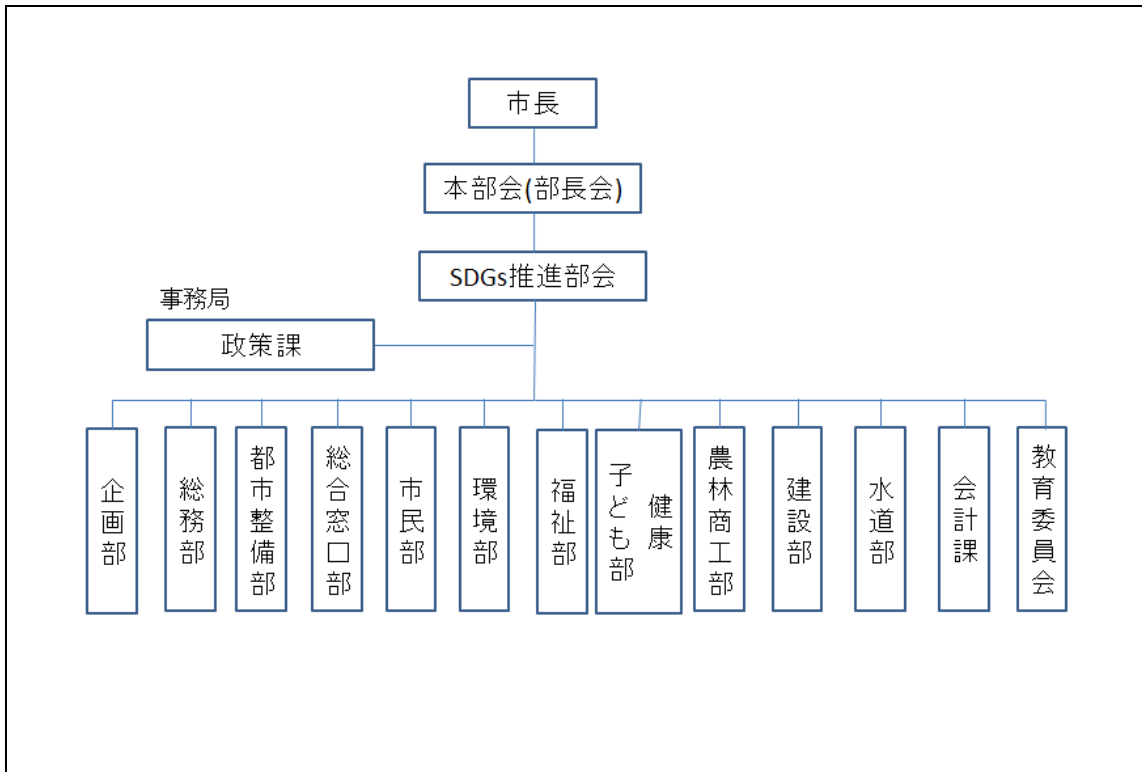 市長
本部会(部長会)
SDGs推進部会
事務局
政策課
企画部
総務部
都市整備部
総合窓口部
市民部
環境部
福祉部
健康
子ども部
農林商工部
建設部
水道部
会計課
教育委員会